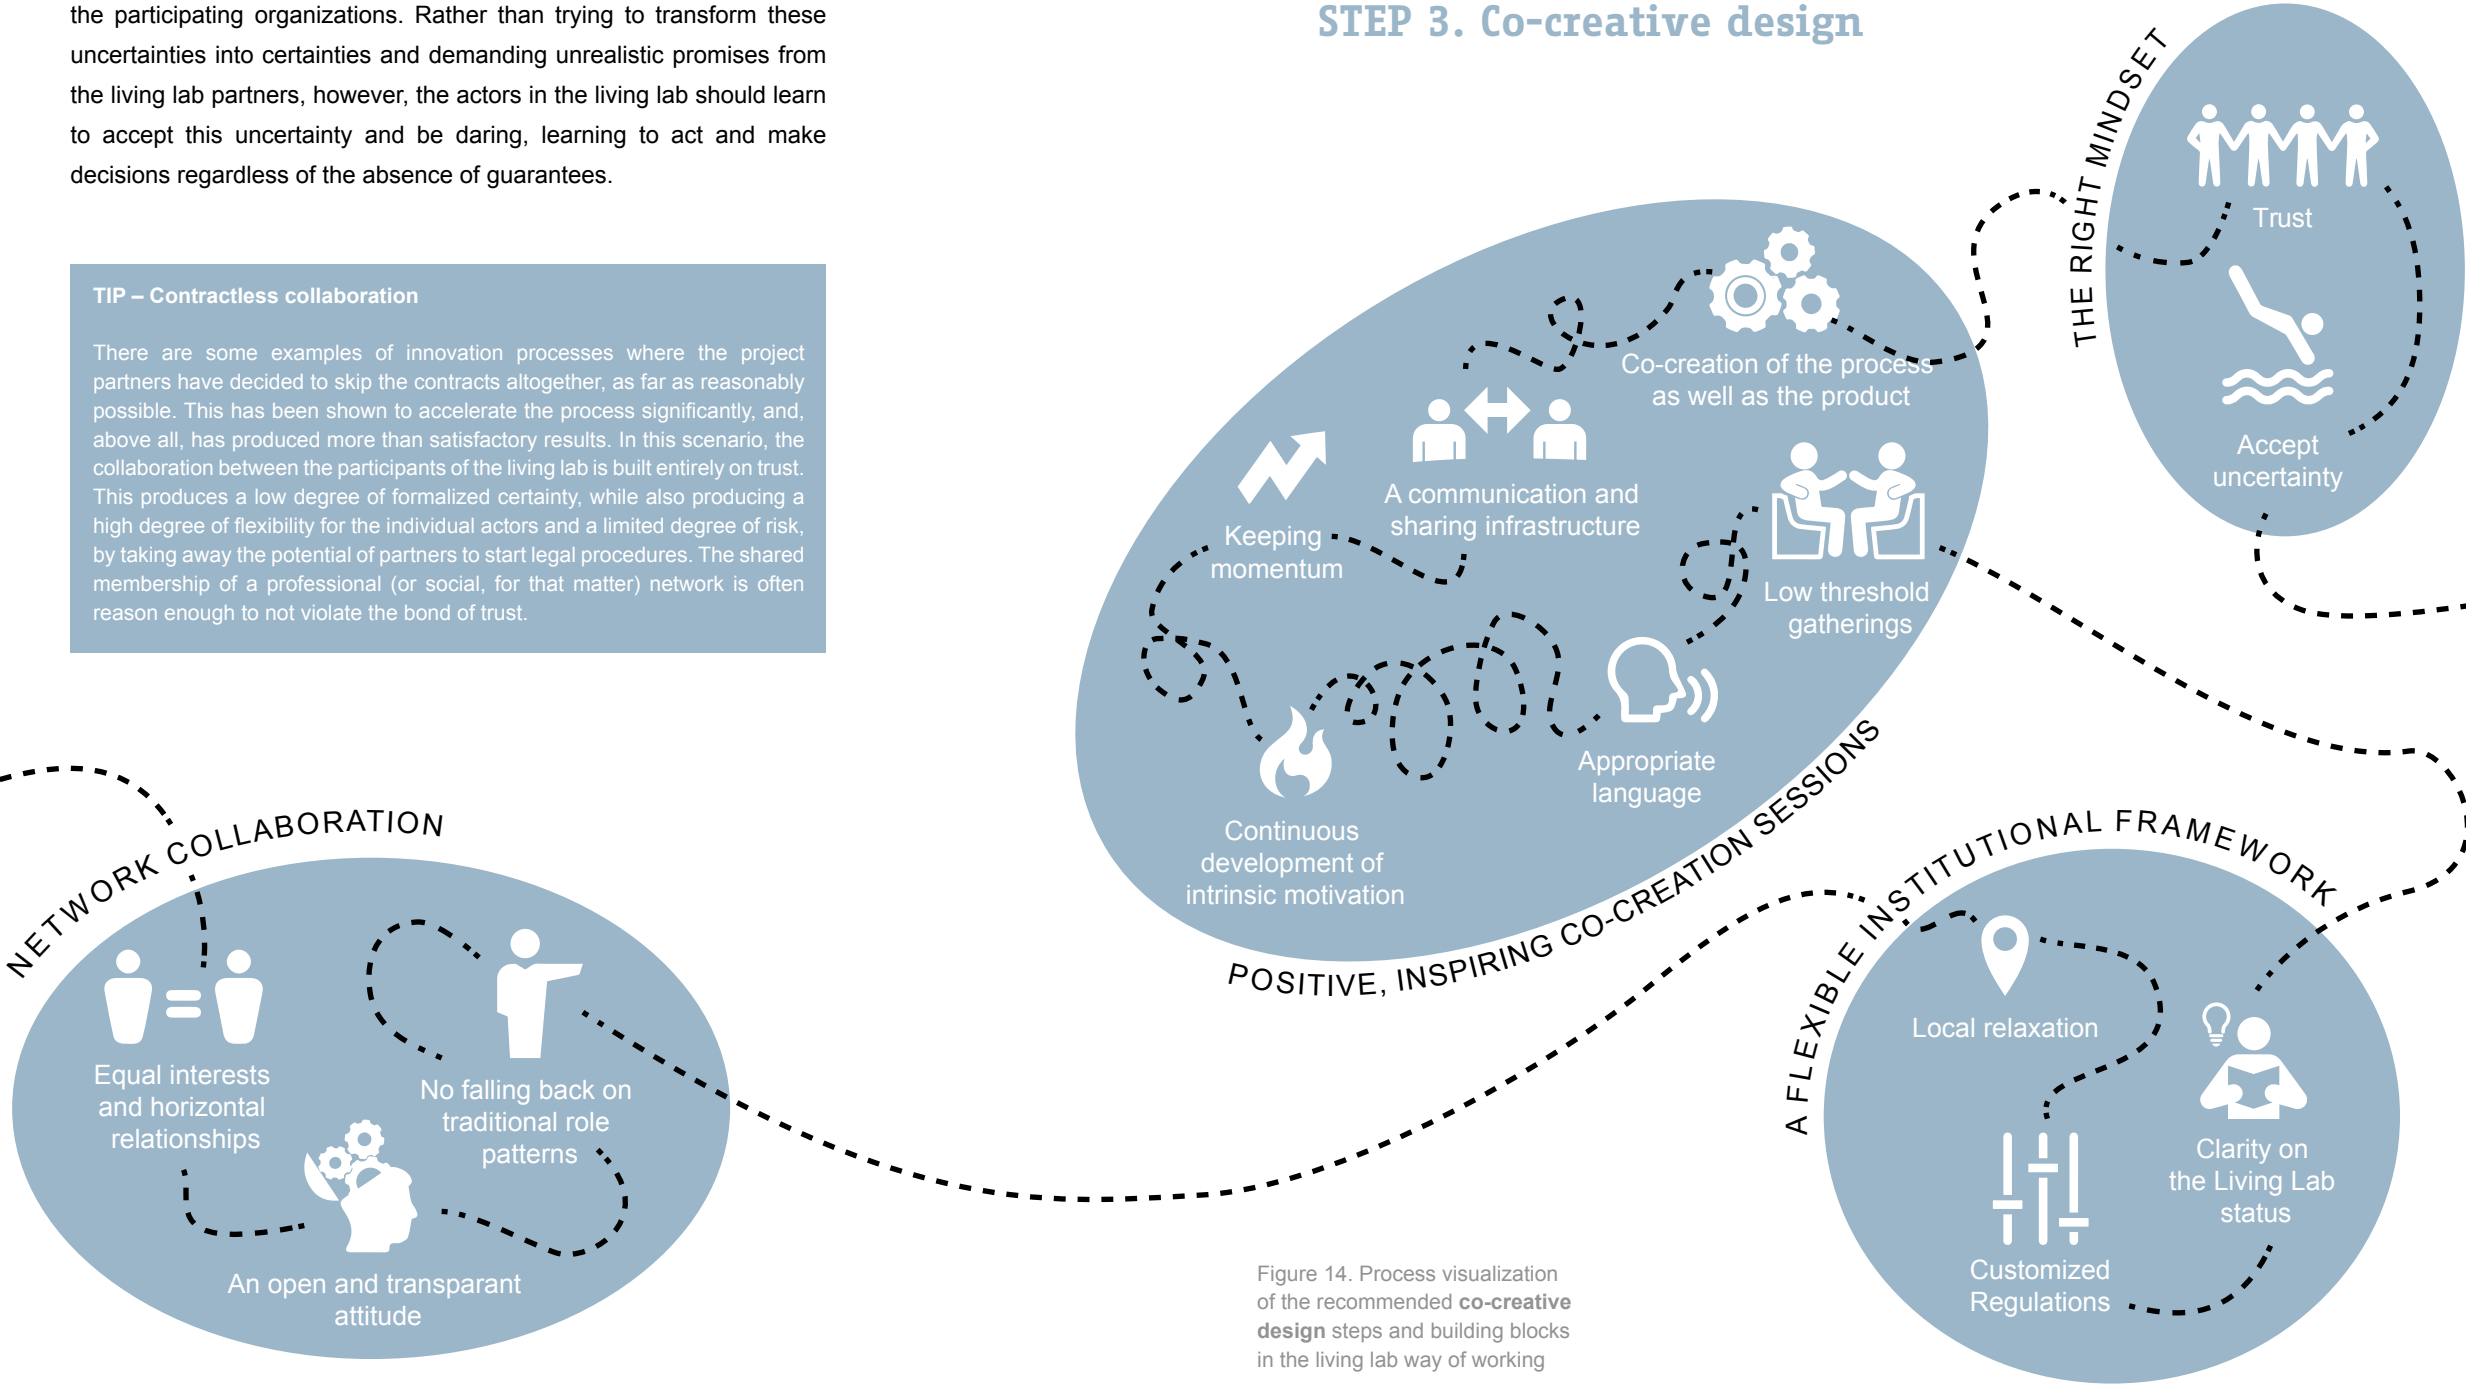 the participating organizations. Rather than trying to transform these
uncertainties into certainties and demanding unrealistic promises from
the living lab partners, however, the actors in the living lab should learn
to accept this uncertainty and be daring, learning to act and make
decisions regardless of the absence of guarantees.
TIP – Contractless collaboration
There are some examples of innovation processes where the project
partners have decided to skip the contracts altogether, as far as reasonably
possible. This has been shown to accelerate the process significantly, and,
above all, has produced more than satisfactory results. In this scenario, the
collaboration between the participants of the living lab is built entirely on trust.
This produces a low degree of formalized certainty, while also producing a
high degree of flexibility for the individual actors and a limited degree of risk,
by taking away the potential of partners to start legal procedures. The shared
membership of a professional (or social, for that matter) network is often
reason enough to not violate the bond of trust.
NETWORK COLLABORATION
Equal interests
and horizontal
relationships
No falling back on
traditional role
patterns
An open and transparant
attitude
STEP 3. Co-creative design
Co-creation of the process
as well as the product
A communication and
sharing infrastructure
Keeping
momentum
Low threshold
gatherings
Appropriate
language
Continuous
development of
intrinsic motivation
POSITIVE, INSPIRING CO-CREATION SESSIONS
THE RIGHT MINDSET
Trust
Accept
uncertainty
A FLEXIBLE INSTITUTIONAL FRAMEWORK
Local relaxation
Clarity on
the Living Lab
status
Customized
Regulations
Figure 14. Process visualization
of the recommended co-creative
design steps and building blocks
in the living lab way of working